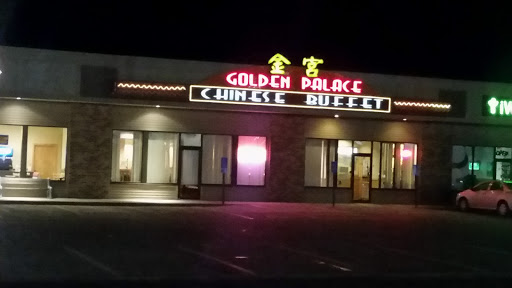 金宮
GOLDEN PALACE
CHINESE BUFFET